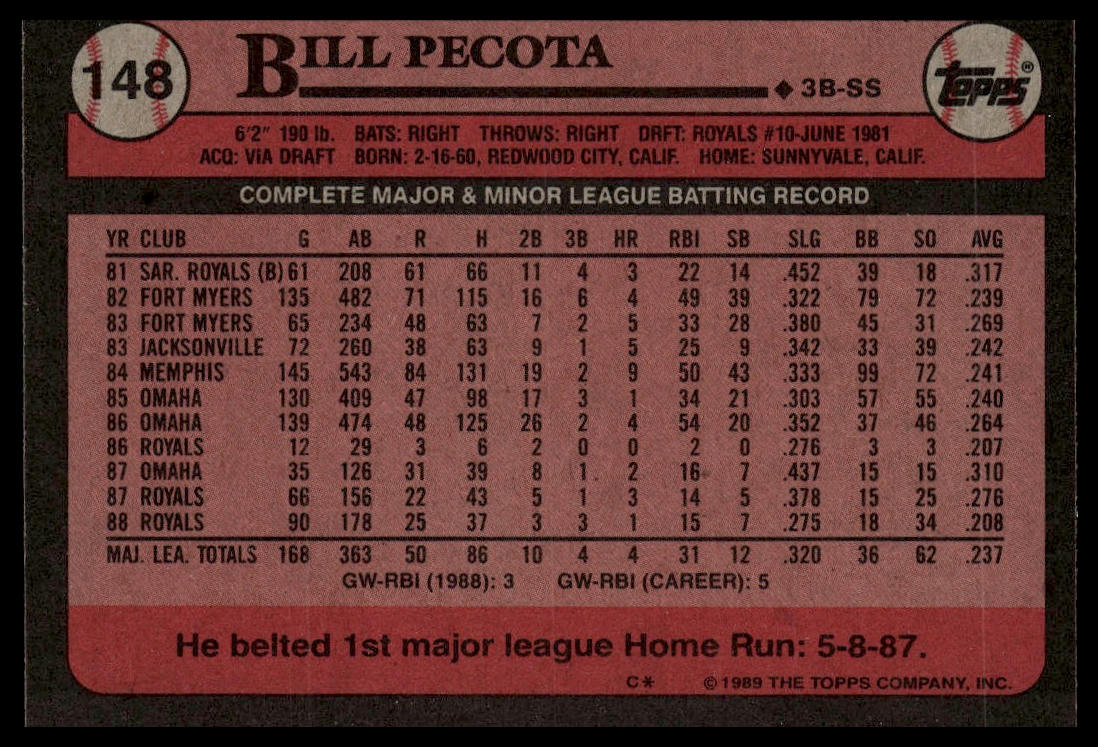 148
BILL PECOTA
◆ 3B-SS
TOPPS®
6'2" 190 lb. BATS: RIGHT THROWS: RIGHT DRFT: ROYALS #10-JUNE 1981
ACQ: VIA DRAFT BORN: 2-16-60, REDWOOD CITY, CALIF. HOME: SUNNYVALE, CALIF.
COMPLETE MAJOR & MINOR LEAGUE BATTING RECORD
YR CLUB G AB R H 2B 3B HR RBI SB SLG BB SO AVG
81 SAR. ROYALS (B) 61 208 61 66 11 4 3 22 14 .452 39 18 .317
82 FORT MYERS 135 482 71 115 16 6 4 49 39 .322 79 72 .239
83 FORT MYERS 65 234 48 63 7 2 5 33 28 .380 45 31 .269
83 JACKSONVILLE 72 260 38 63 9 1 5 25 9 .342 33 39 .242
84 MEMPHIS 145 543 84 131 19 2 9 50 43 .333 99 72 .241
85 OMAHA 130 409 47 98 17 3 1 34 21 .303 57 55 .240
86 OMAHA 139 474 48 125 26 2 4 54 20 .352 37 46 .264
86 ROYALS 12 29 3 6 2 0 0 2 0 .276 3 3 .207
87 OMAHA 35 126 31 39 8 1 2 16 7 .437 15 15 .310
87 ROYALS 66 156 22 43 5 1 3 14 5 .378 15 25 .276
88 ROYALS 90 178 25 37 3 3 1 15 7 .275 18 34 .208
MAJ. LEA. TOTALS 168 363 50 86 10 4 4 31 12 .320 36 62 .237
GW-RBI (1988): 3 GW-RBI (CAREER): 5
He belted 1st major league Home Run: 5-8-87.
C* © 1989 THE TOPPS COMPANY, INC.